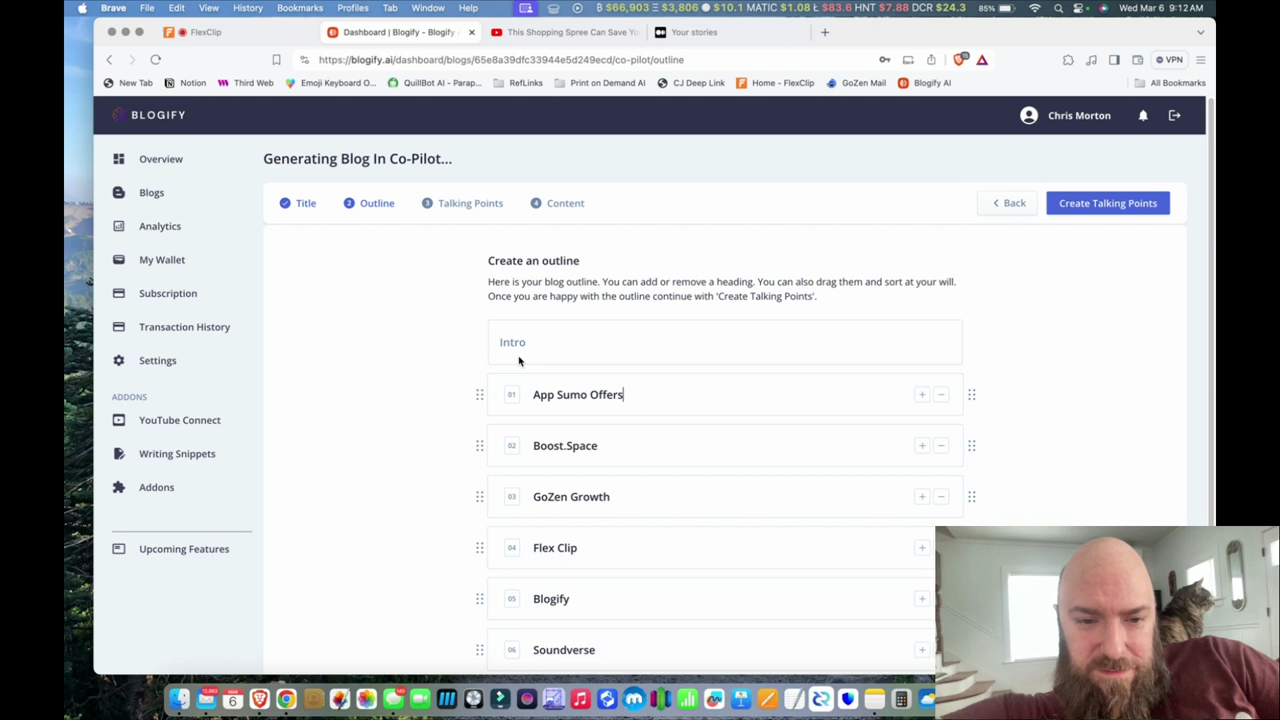 Brave File Edit View History Bookmarks Profiles Tab Window Help ₿ $66,903 Ξ $3,806 $10.1 MATIC $1.08 Ł $83.6 HNT $7.88 DCR $24.3 85% Wed Mar 6 9:12 AM
FlexClip Dashboard | Blogify - Blogify This Shopping Spree Can Save Yo Your stories
https://blogify.ai/dashboard/blogs/65e8a39dfc33944e5d249ecd/co-pilot/outline VPN
New Tab Notion Third Web Emoji Keyboard O... QuillBot AI - Parap... RefLinks Print on Demand AI CJ Deep Link Home - FlexClip GoZen Mail Blogify AI All Bookmarks
BLOGIFY Chris Morton
Overview
Blogs
Analytics
My Wallet
Subscription
Transaction History
Settings
ADDONS
YouTube Connect
Writing Snippets
Addons
Upcoming Features
Generating Blog In Co-Pilot...
Title 2 Outline 3 Talking Points 4 Content Back Create Talking Points
Create an outline
Here is your blog outline. You can add or remove a heading. You can also drag them and sort at your will.
Once you are happy with the outline continue with 'Create Talking Points'.
Intro
01 App Sumo Offers
02 Boost.Space
03 GoZen Growth
04 Flex Clip
05 Blogify
06 Soundverse